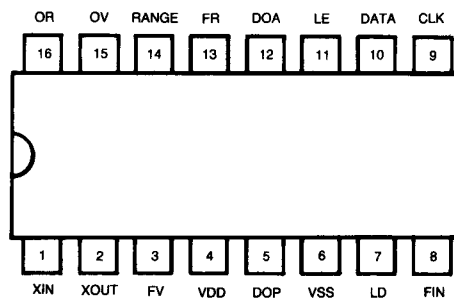 OR OV RANGE FR DOA LE DATA CLK
16 15 14 13 12 11 10 9
1 2 3 4 5 6 7 8
XIN XOUT FV VDD DOP VSS LD FIN